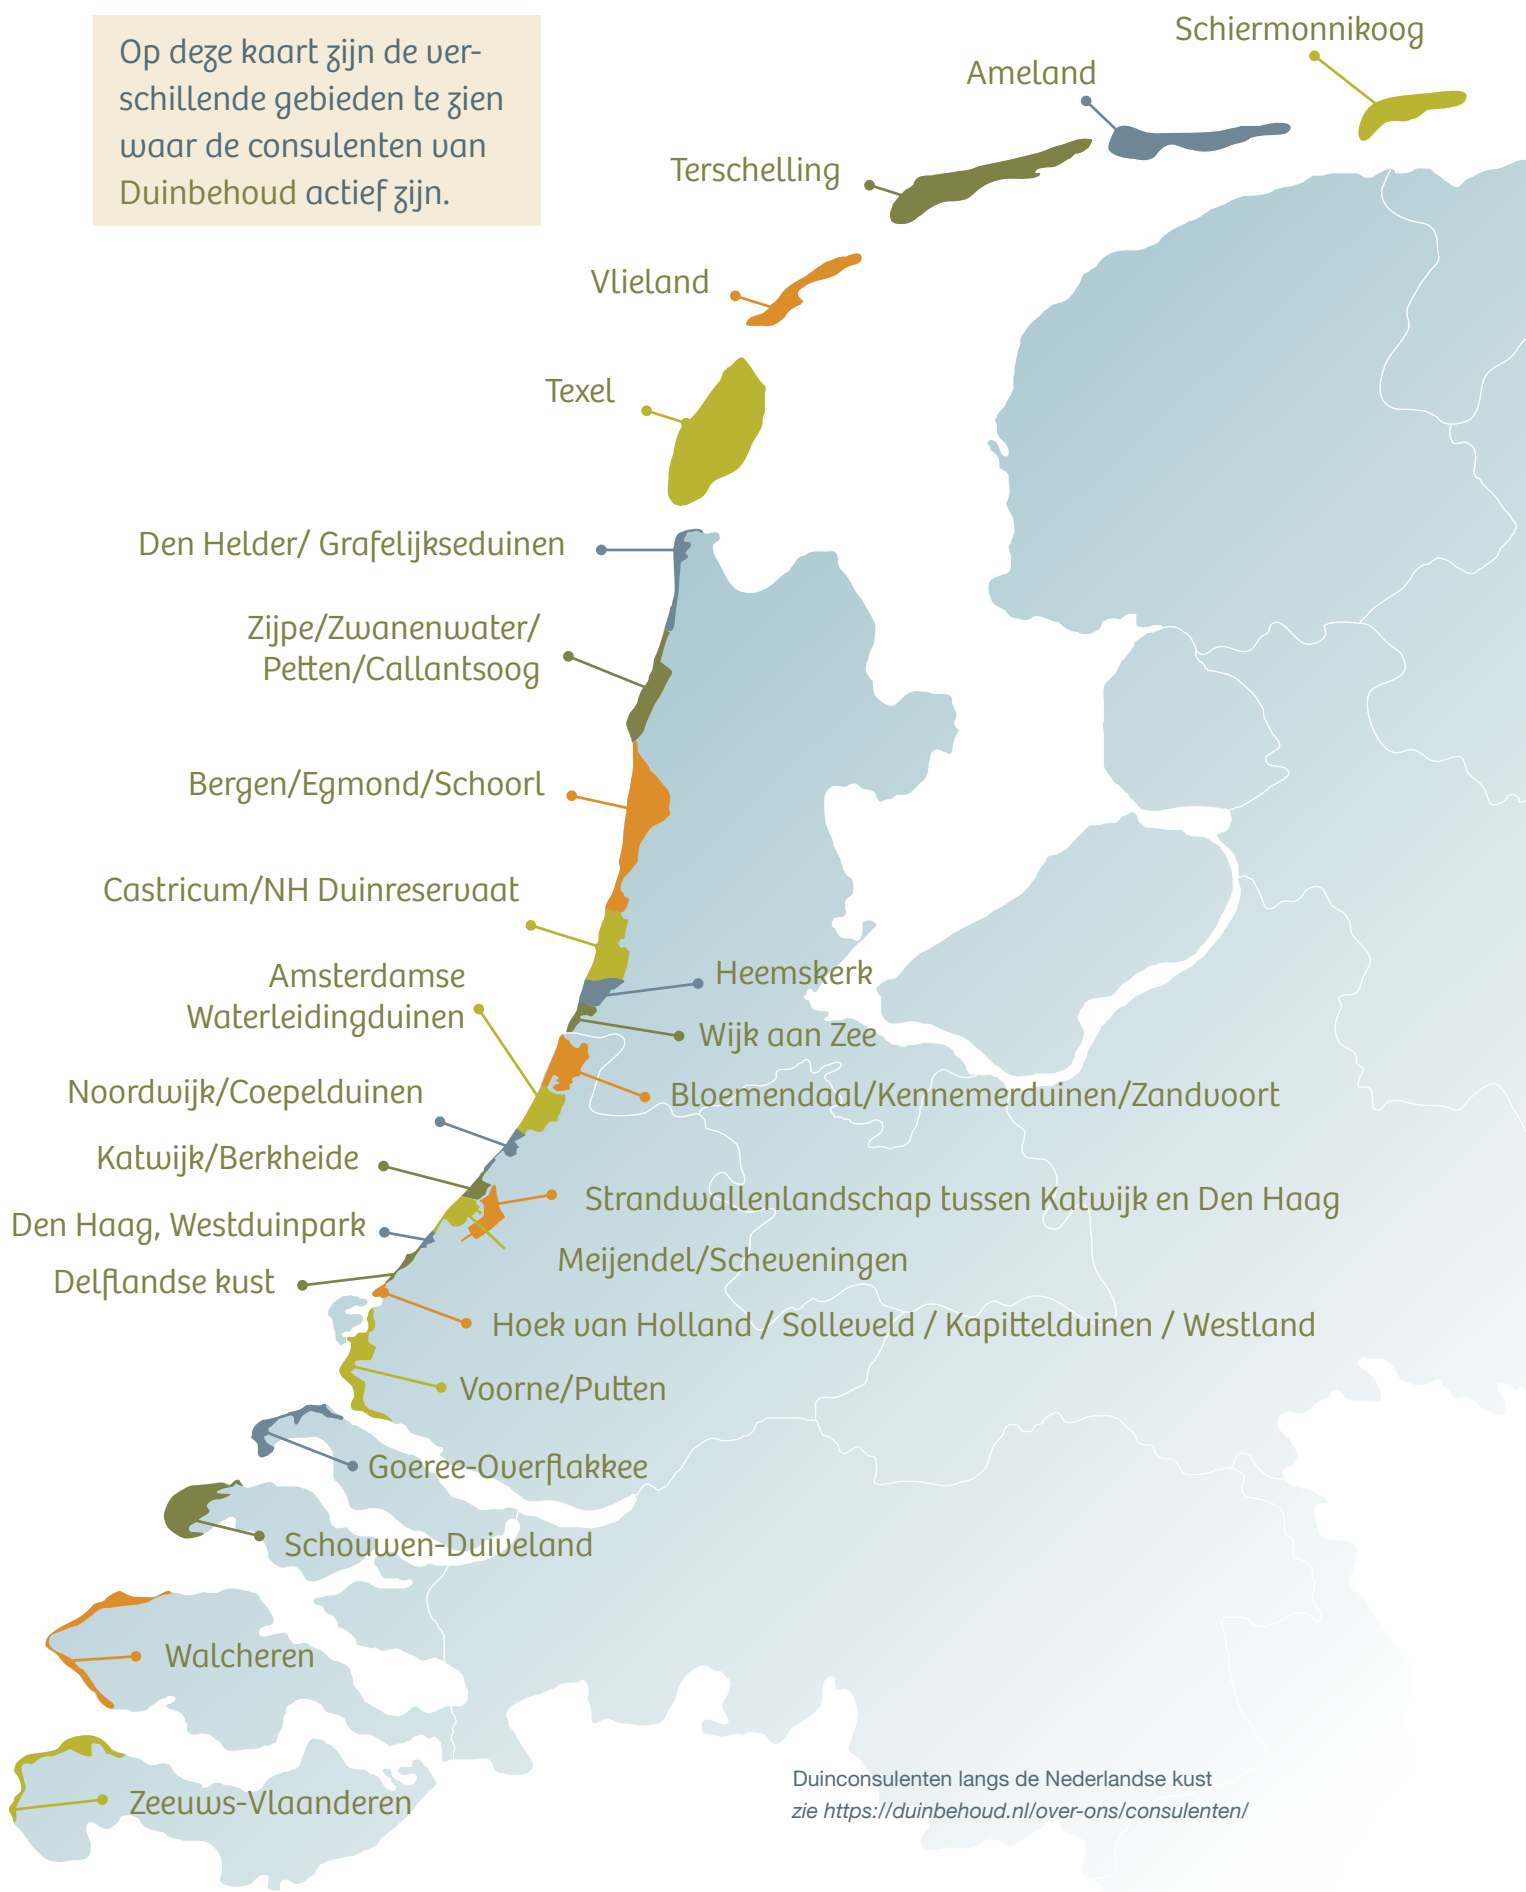 Op deze kaart zijn de ver-
schillende gebieden te zien
waar de consulenten van
Duinbehoud actief zijn.
Schiermonnikoog
Ameland
Terschelling
Vlieland
Texel
Den Helder/ Grafelijkseduinen
Zijpe/Zwanenwater/
Petten/Callantsoog
Bergen/Egmond/Schoorl
Castricum/NH Duinreservaat
Heemskerk
Amsterdamse
Waterleidingduinen
Wijk aan Zee
Noordwijk/Coepelduinen
Bloemendaal/Kennemerduinen/Zandvoort
Katwijk/Berkheide
Strandwallenlandschap tussen Katwijk en Den Haag
Den Haag, Westduinpark
Meijendel/Scheveningen
Delflandse kust
Hoek van Holland / Solleveld / Kapittelduinen / Westland
Voorne/Putten
Goeree-Overflakkee
Schouwen-Duiveland
Walcheren
Zeeuws-Vlaanderen
Duinconsulenten langs de Nederlandse kust
zie https://duinbehoud.nl/over-ons/consulenten/